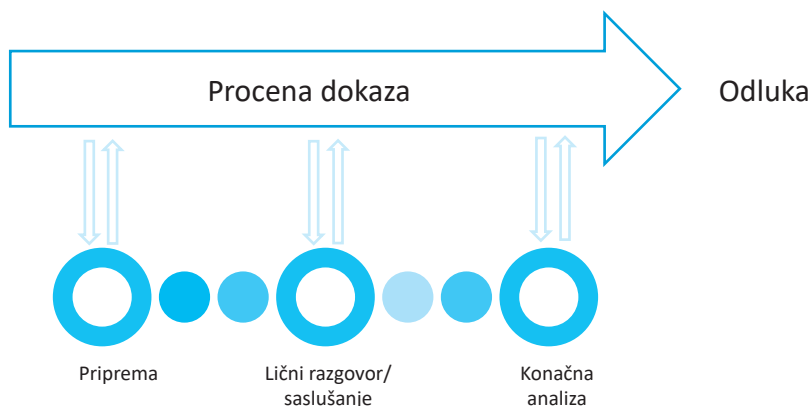 Procena dokaza
Odluka
Priprema
Lični razgovor/
saslušanje
Konačna
analiza